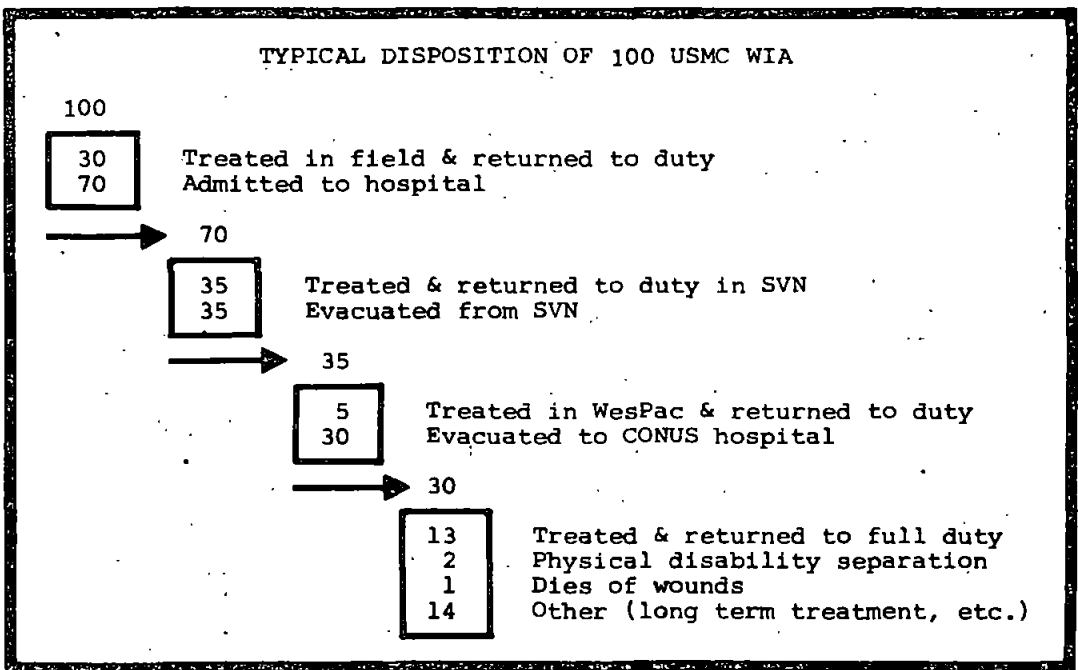 TYPICAL DISPOSITION OF 100 USMC WIA
100
30 Treated in field & returned to duty
70 Admitted to hospital
70
35 Treated & returned to duty in SVN
35 Evacuated from SVN
35
5 Treated in WesPac & returned to duty
30 Evacuated to CONUS hospital
30
13 Treated & returned to full duty
2 Physical disability separation
1 Dies of wounds
14 Other (long term treatment, etc.)